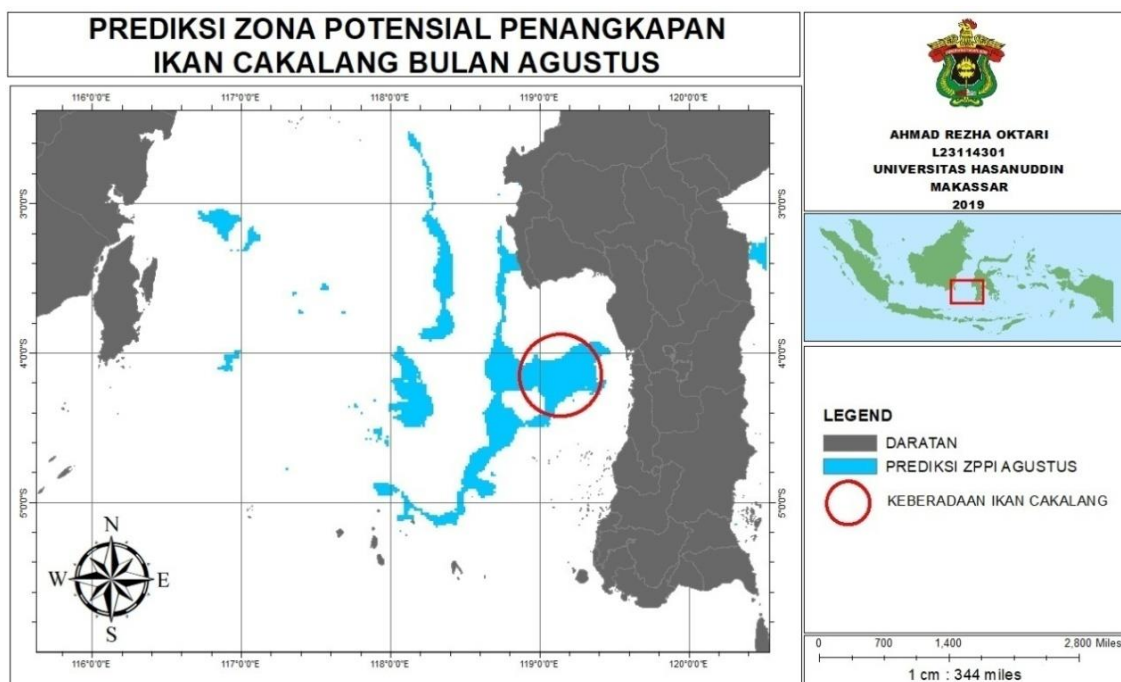 PREDIKSI ZONA POTENSIAL PENANGKAPAN
IKAN CAKALANG BULAN AGUSTUS
116°0'0"E 117°0'0"E 118°0'0"E 119°0'0"E 120°0'0"E
3°0'0"S
4°0'0"S
5°0'0"S
3°0'0"S
4°0'0"S
5°0'0"S
N
W E
S
116°0'0"E 117°0'0"E 118°0'0"E 119°0'0"E 120°0'0"E
AHMAD REZHA OKTARI
L23114301
UNIVERSITAS HASANUDDIN
MAKASSAR
2019
LEGEND
DARATAN
PREDIKSI ZPPI AGUSTUS
KEBERADAAN IKAN CAKALANG
0 700 1,400 2,800 Miles
1 cm : 344 miles